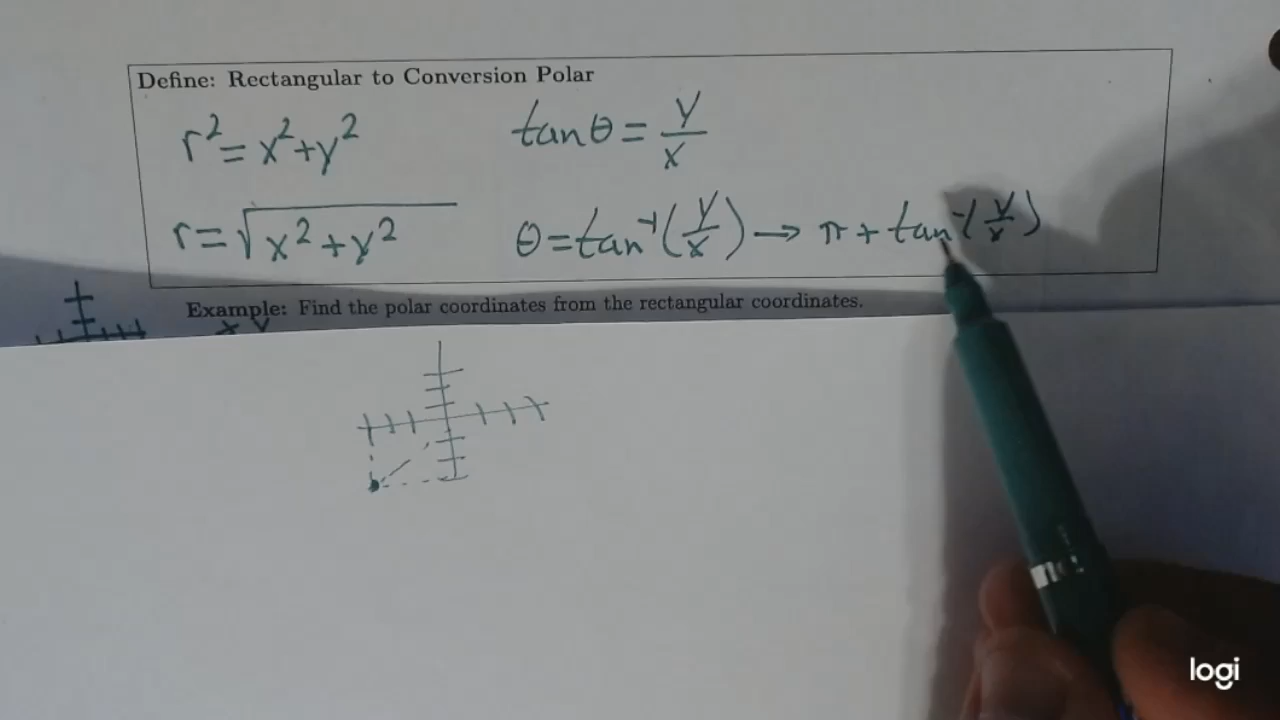 Define: Rectangular to Conversion Polar
r² = x² + y²
tanθ = y/x
r = √(x² + y²)
θ = tan⁻¹(y/x) → π + tan⁻¹(y/x)
Example: Find the polar coordinates from the rectangular coordinates.
x y
logi